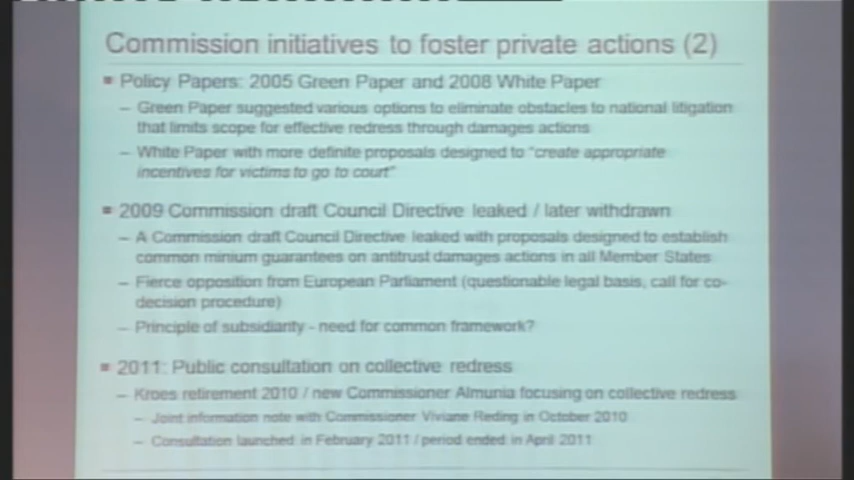 Commission initiatives to foster private actions (2)
Policy Papers: 2005 Green Paper and 2008 White Paper
– Green Paper suggested various options to eliminate obstacles to national litigation
that limits scope for effective redress through damages actions
– White Paper with more definite proposals designed to "create appropriate
incentives for victims to go to court"
2009 Commission draft Council Directive leaked / later withdrawn
– A Commission draft Council Directive leaked with proposals designed to establish
common minium guarantees on antitrust damages actions in all Member States
– Fierce opposition from European Parliament (questionable legal basis, call for co-
decision procedure)
– Principle of subsidiarity - need for common framework?
2011: Public consultation on collective redress
– Kroes retirement 2010 / new Commissioner Almunia focusing on collective redress
– Joint information note with Commissioner Viviane Reding in October 2010
– Consultation launched in February 2011 / period ended in April 2011